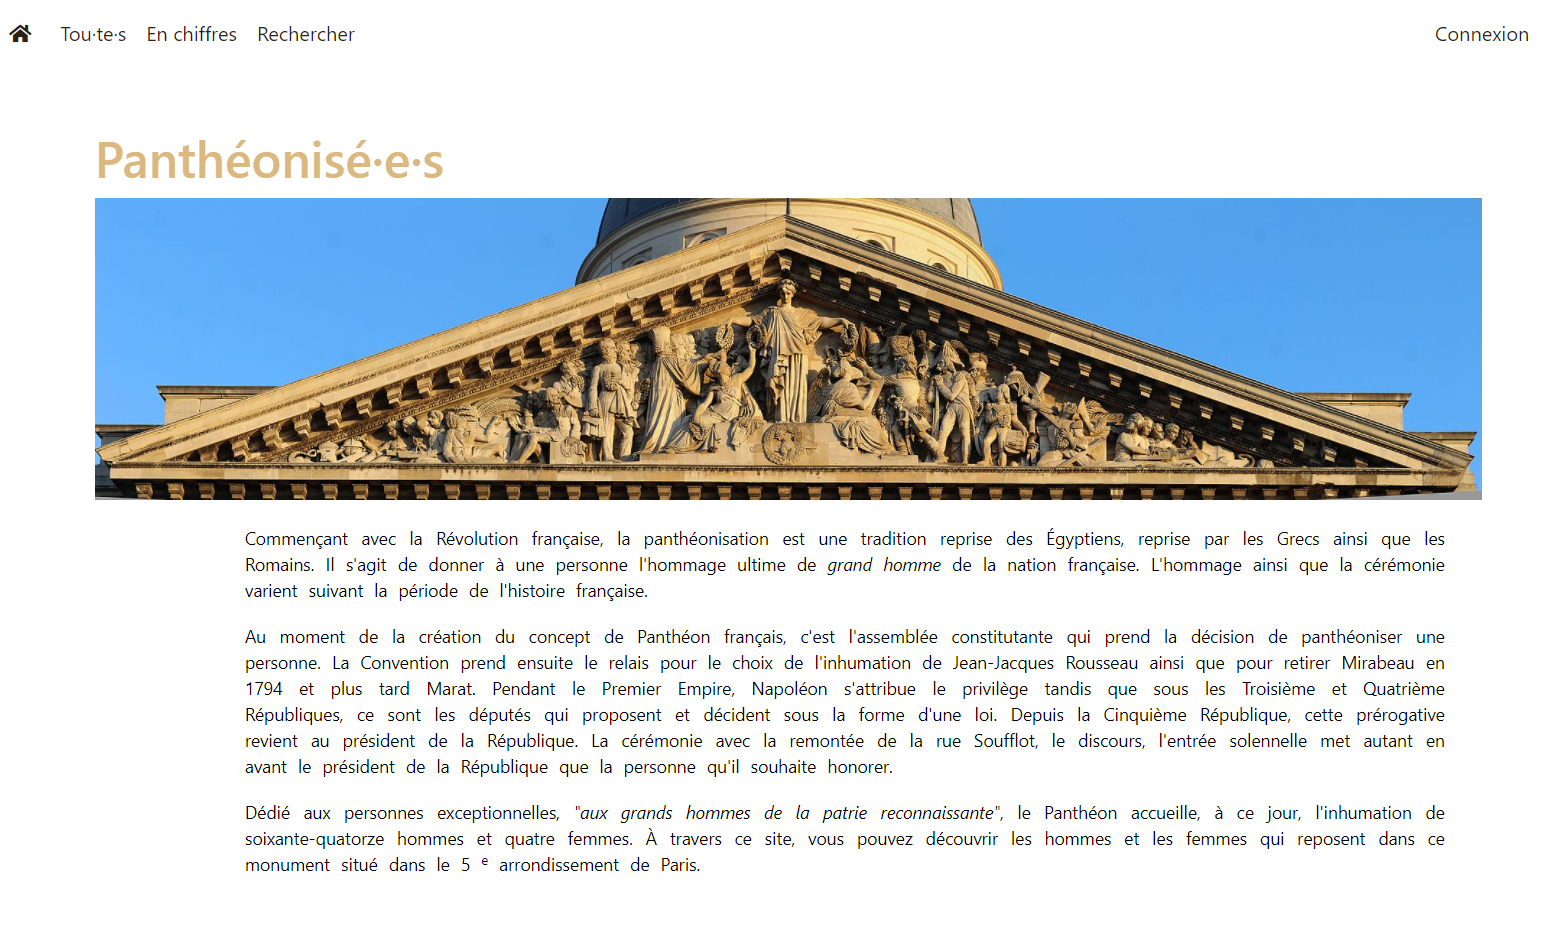 Tou·te·s En chiffres Rechercher Connexion
Panthéonisé·e·s
Commençant avec la Révolution française, la panthéonisation est une tradition reprise des Égyptiens, reprise par les Grecs ainsi que les
Romains. Il s'agit de donner à une personne l'hommage ultime de grand homme de la nation française. L'hommage ainsi que la cérémonie
varient suivant la période de l'histoire française.
Au moment de la création du concept de Panthéon français, c'est l'assemblée constitutante qui prend la décision de panthéoniser une
personne. La Convention prend ensuite le relais pour le choix de l'inhumation de Jean-Jacques Rousseau ainsi que pour retirer Mirabeau en
1794 et plus tard Marat. Pendant le Premier Empire, Napoléon s'attribue le privilège tandis que sous les Troisième et Quatrième
Républiques, ce sont les députés qui proposent et décident sous la forme d'une loi. Depuis la Cinquième République, cette prérogative
revient au président de la République. La cérémonie avec la remontée de la rue Soufflot, le discours, l'entrée solennelle met autant en
avant le président de la République que la personne qu'il souhaite honorer.
Dédié aux personnes exceptionnelles, "aux grands hommes de la patrie reconnaissante", le Panthéon accueille, à ce jour, l'inhumation de
soixante-quatorze hommes et quatre femmes. À travers ce site, vous pouvez découvrir les hommes et les femmes qui reposent dans ce
monument situé dans le 5 e arrondissement de Paris.